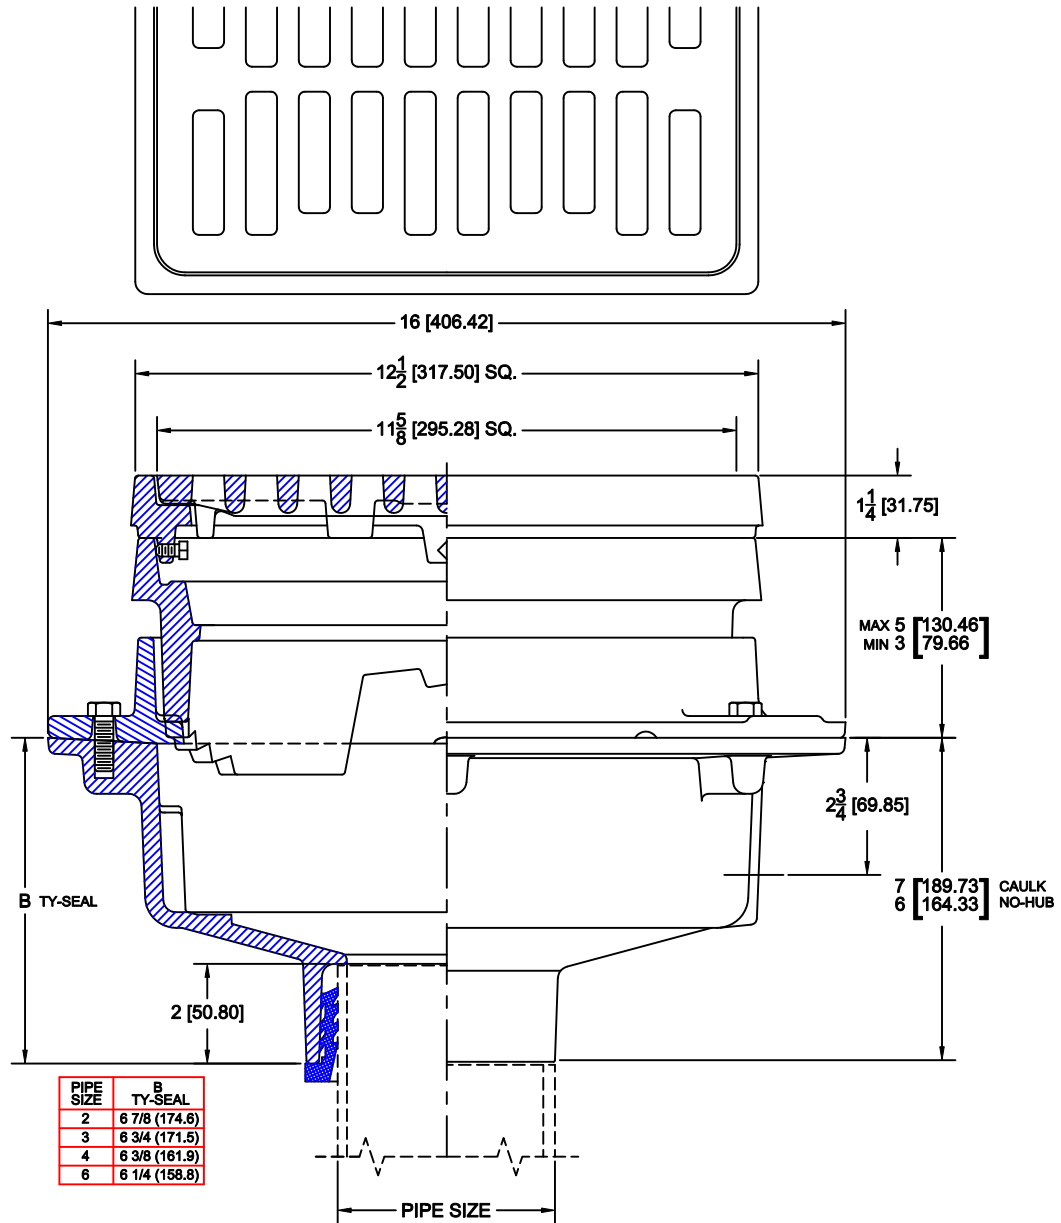 16 [406.42]
12 1/2 [317.50] SQ.
11 5/8 [295.28] SQ.
1 1/4 [31.75]
MAX 5 [130.46]
MIN 3 [79.66]
2 3/4 [69.85]
7 [189.73] CAULK
6 [164.33] NO-HUB
B TY-SEAL
2 [50.80]
PIPE SIZE B TY-SEAL
2 6 7/8 (174.6)
3 6 3/4 (171.5)
4 6 3/8 (161.9)
6 6 1/4 (158.8)
PIPE SIZE